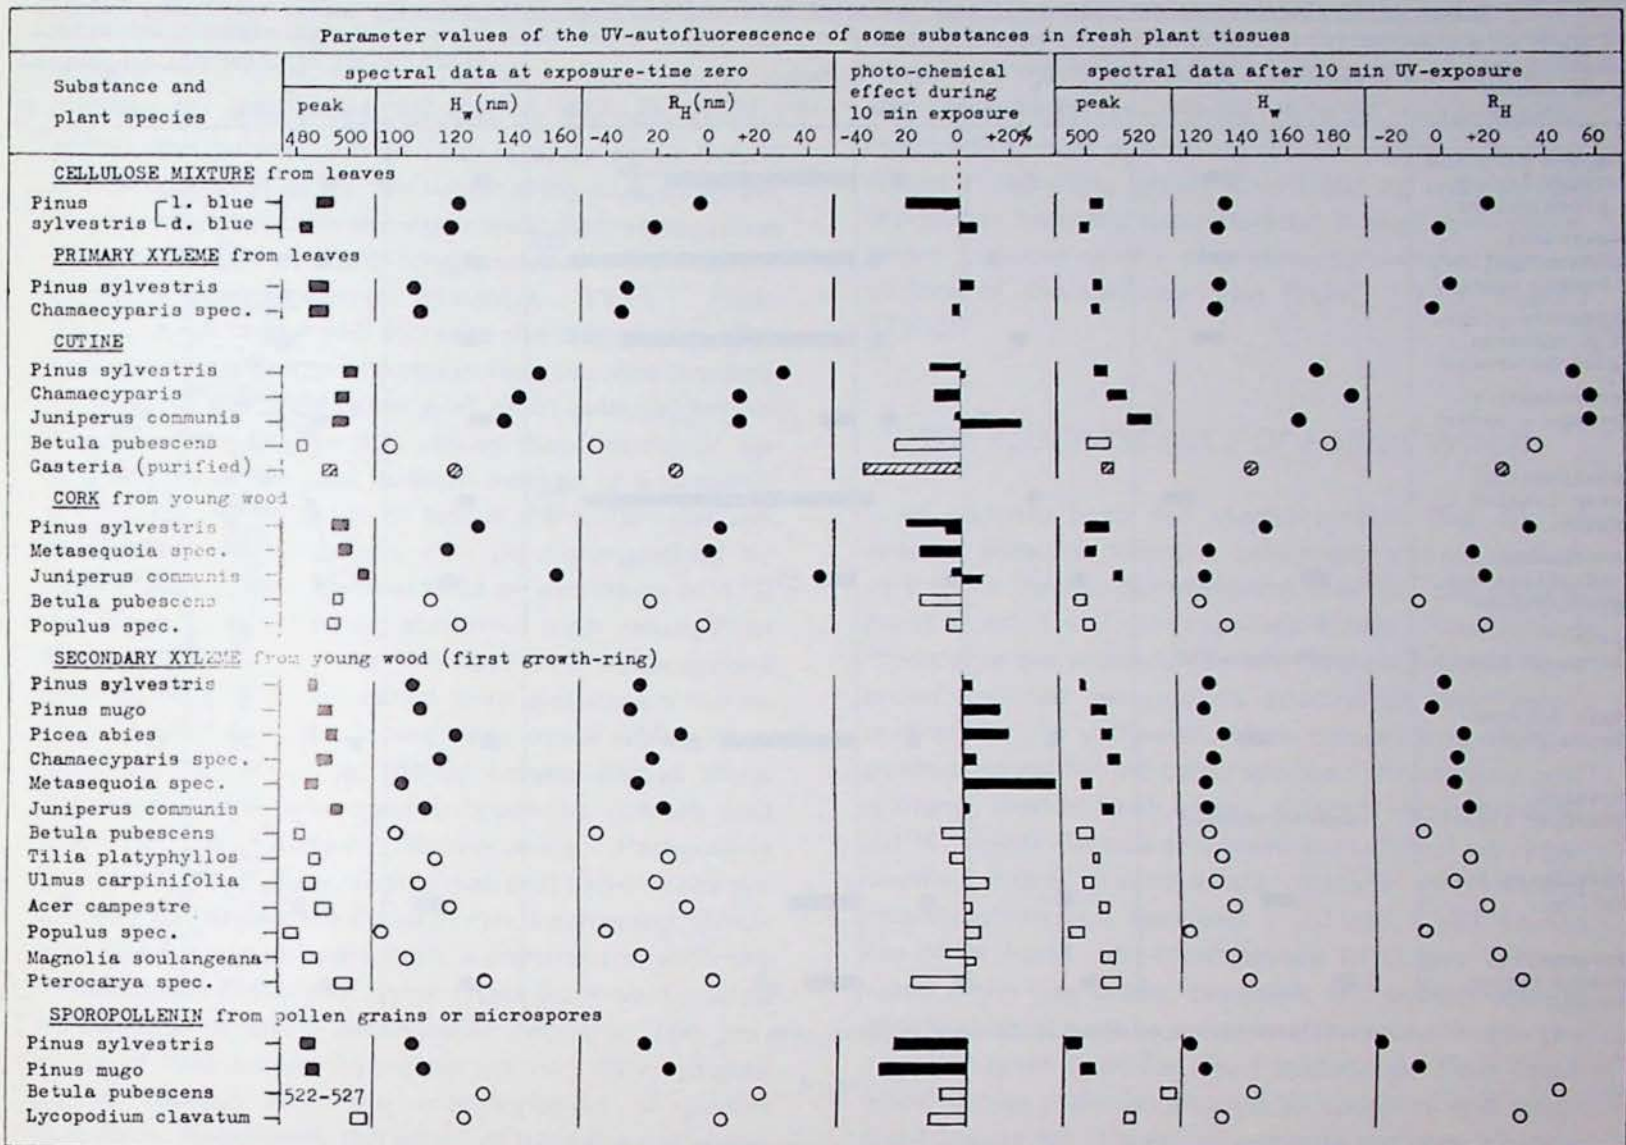 Parameter values of the UV-autofluorescence of some substances in fresh plant tissues
Substance and
plant species
spectral data at exposure-time zero
photo-chemical
effect during
10 min exposure
spectral data after 10 min UV-exposure
peak H_w(nm) R_H(nm) peak H_w R_H
480 500 100 120 140 160 -40 20 0 +20 -40 20 0 +20% 500 520 120 140 160 180 -20 0 +20 40 60
CELLULOSE MIXTURE from leaves
Pinus l. blue
sylvestris d. blue
PRIMARY XYLEME from leaves
Pinus sylvestris
Chamaecyparis spec.
CUTINE
Pinus sylvestris
Chamaecyparis
Juniperus communis
Betula pubescens
Gasteria (purified)
CORK from young wood
Pinus sylvestris
Metasequoia spec.
Juniperus communis
Betula pubescens
Populus spec.
SECONDARY XYLEME from young wood (first growth-ring)
Pinus sylvestris
Pinus mugo
Picea abies
Chamaecyparis spec.
Metasequoia spec.
Juniperus communis
Betula pubescens
Tilia platyphyllos
Ulmus carpinifolia
Acer campestre
Populus spec.
Magnolia soulangeana
Pterocarya spec.
SPOROPOLLENIN from pollen grains or microspores
Pinus sylvestris
Pinus mugo
Betula pubescens 522-527
Lycopodium clavatum